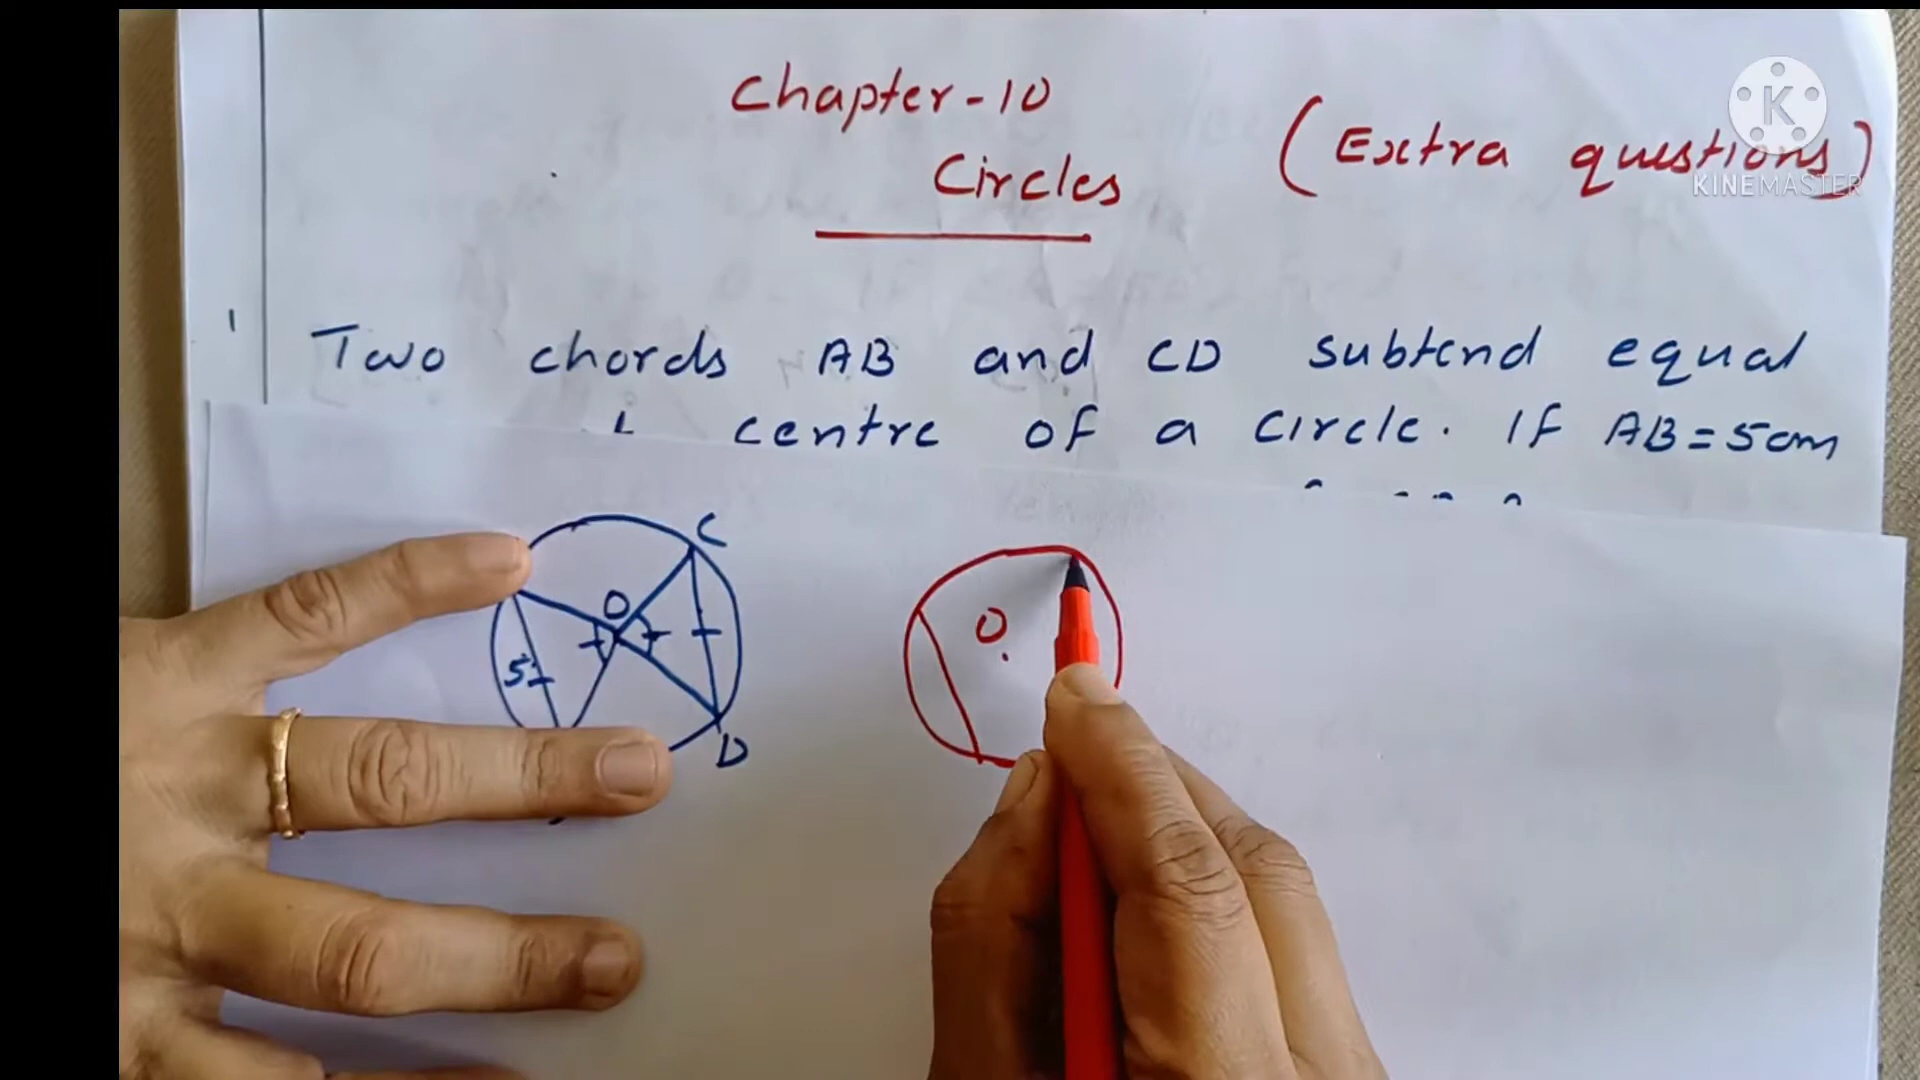 Chapter-10
Circles
(Extra questions)
K
KINEMASTER
1
Two chords AB and CD subtend equal
centre of a circle. If AB=5cm
C
O
5
D
O